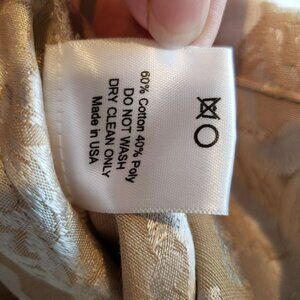 60% Cotton 40% Poly
DO NOT WASH
DRY CLEAN ONLY
Made in USA